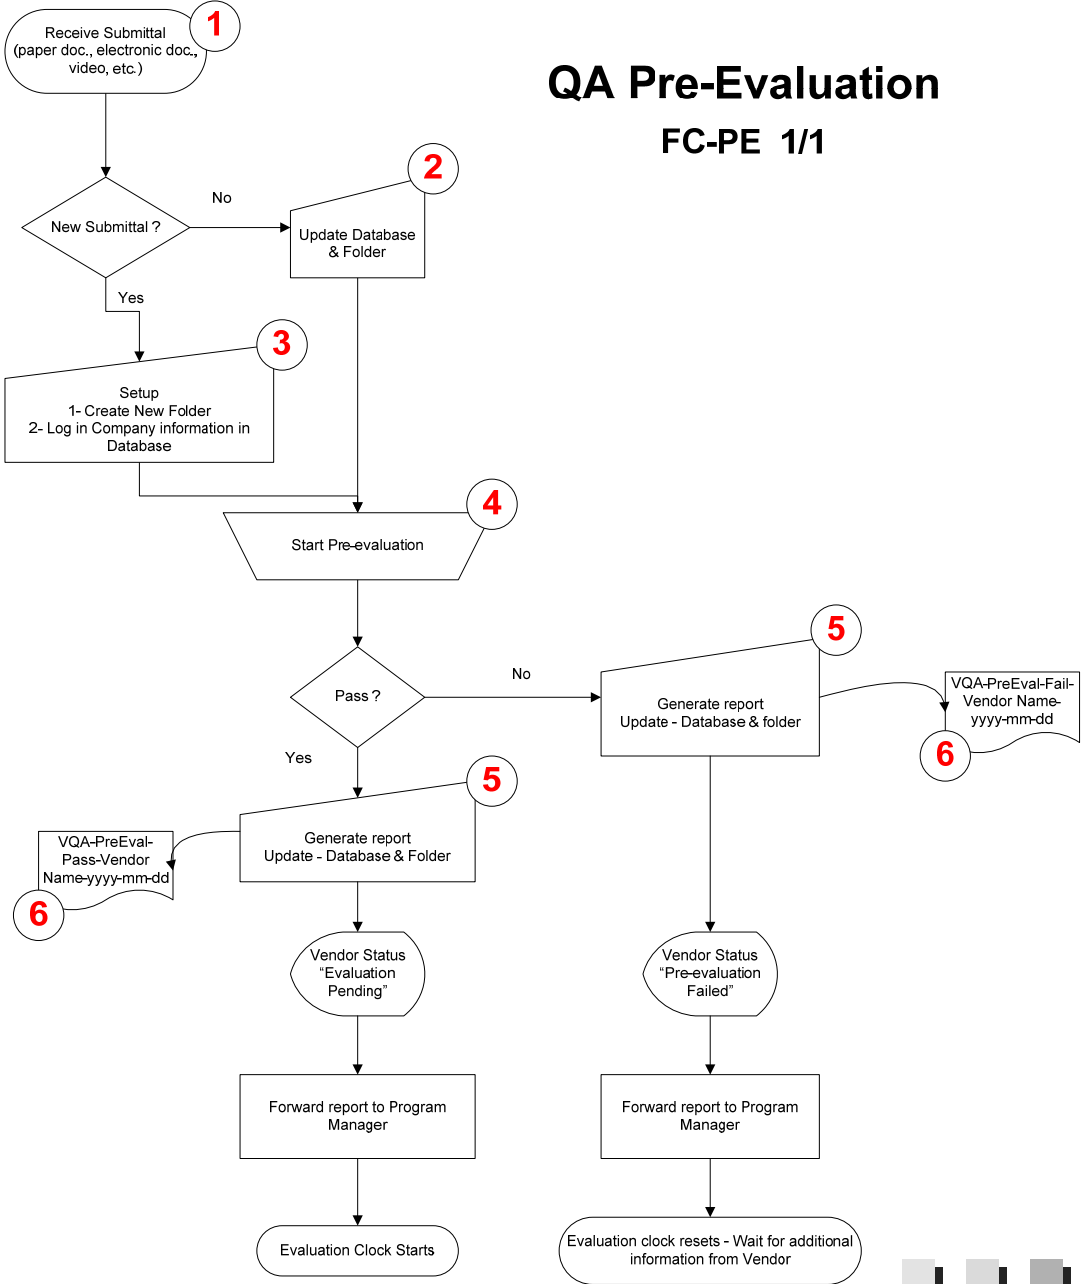 1
Receive Submittal
(paper doc., electronic doc.,
video, etc.)
QA Pre-Evaluation
FC-PE 1/1
2
No
New Submittal ?
Update Database
& Folder
Yes
3
Setup
1- Create New Folder
2- Log in Company information in
Database
4
Start Pre-evaluation
5
No
Pass ?
Generate report
Update - Database & folder
VQA-PreEval-Fail-
Vendor Name-
yyyy-mm-dd
6
Yes
5
Generate report
Update - Database & Folder
VQA-PreEval-
Pass-Vendor
Name-yyyy-mm-dd
6
Vendor Status
“Evaluation
Pending”
Vendor Status
“Pre-evaluation
Failed”
Forward report to Program
Manager
Forward report to Program
Manager
Evaluation Clock Starts
Evaluation clock resets - Wait for additional
information from Vendor